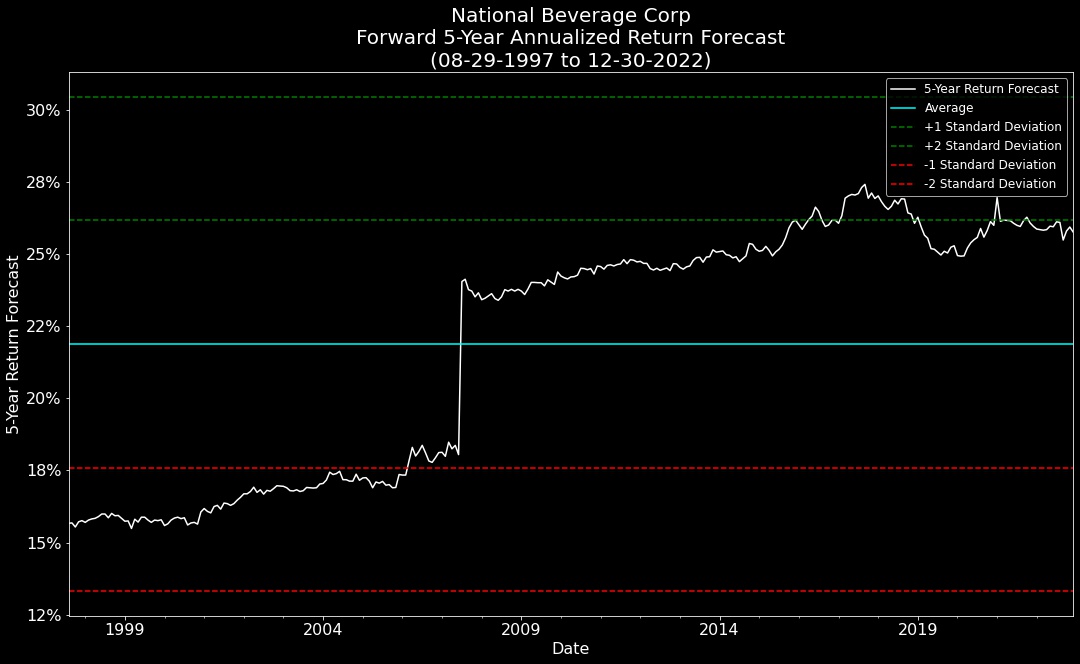 National Beverage Corp
Forward 5-Year Annualized Return Forecast
(08-29-1997 to 12-30-2022)
5-Year Return Forecast
30%
28%
25%
22%
20%
18%
15%
12%
5-Year Return Forecast
Average
+1 Standard Deviation
+2 Standard Deviation
-1 Standard Deviation
-2 Standard Deviation
1999 2004 2009 2014 2019
Date